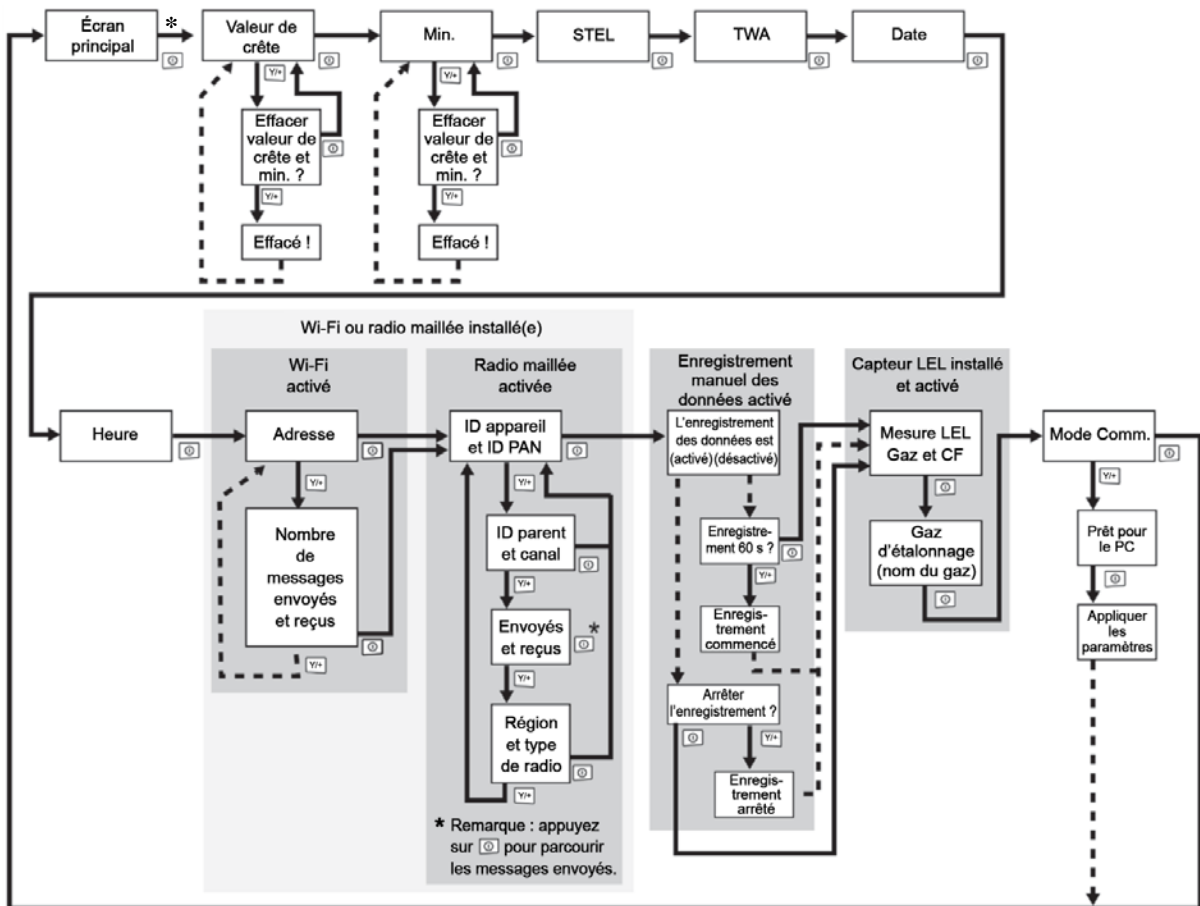 Écran
principal
*
Valeur de
crête
Min.
STEL
TWA
Date
Y/+
Y/+
Effacer
valeur de
crête et
min. ?
Effacer
valeur de
crête et
min. ?
Y/+
Y/+
Effacé !
Effacé !
Wi-Fi ou radio maillée installé(e)
Wi-Fi
activé
Radio maillée
activée
Enregistrement
manuel des
données activé
Capteur LEL installé
et activé
Heure
Adresse
ID appareil
et ID PAN
L'enregistrement
des données est
(activé)(désactivé)
Mesure LEL
Gaz et CF
Mode Comm.
Y/+
Y/+
Y/+
Nombre
de
messages
envoyés
et reçus
Y/+
ID parent
et canal
Y/+
Envoyés
et reçus
*
Y/+
Région
et type
de radio
Y/+
* Remarque : appuyez
sur pour parcourir
les messages envoyés.
Enregistre-
ment 60 s ?
Y/+
Enregis-
trement
commencé
Arrêter
l'enregistrement ?
Y/+
Enregis-
trement
arrêté
Gaz
d'étalonnage
(nom du gaz)
Prêt pour
le PC
Appliquer
les
paramètres